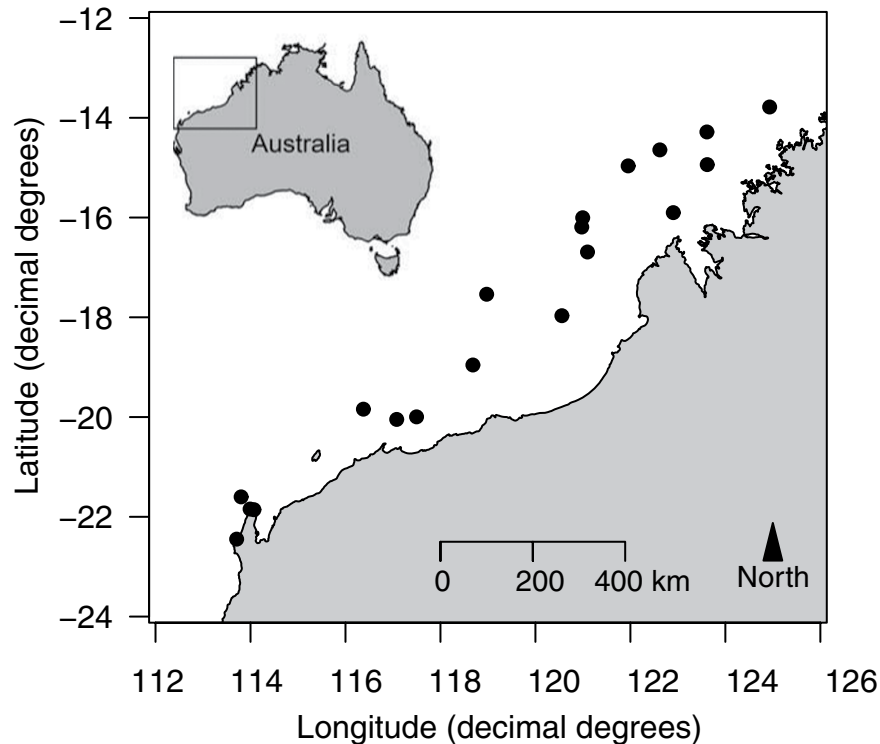 −12
−14
−16
−18
−20
−22
−24
Latitude (decimal degrees)
Australia
0 200 400 km
North
112 114 116 118 120 122 124 126
Longitude (decimal degrees)